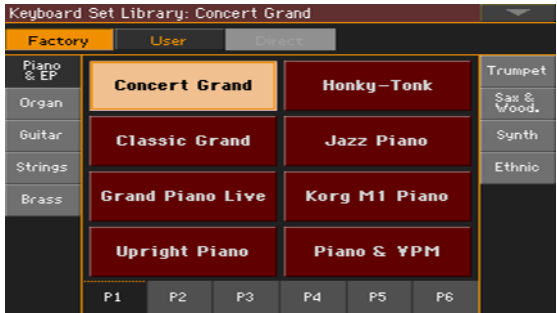 Keyboard Set Library: Concert Grand
Factory
User
Direct
Piano
& EP
Organ
Guitar
Strings
Brass
Concert Grand
Honky-Tonk
Classic Grand
Jazz Piano
Grand Piano Live
Korg M1 Piano
Upright Piano
Piano & VPM
Trumpet
Sax &
Wood.
Synth
Ethnic
P1
P2
P3
P4
P5
P6